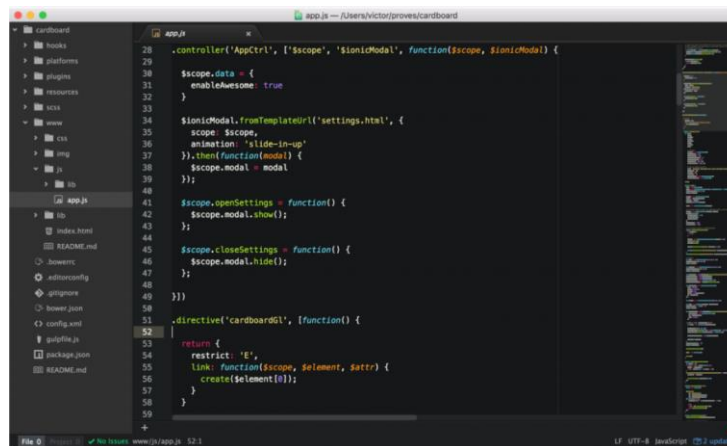 app.js — /Users/victor/proves/cardboard
cardboard
hooks
platforms
plugins
resources
scss
www
css
img
js
lib
app.js
lib
index.html
README.md
.bowerrc
.editorconfig
.gitignore
bower.json
config.xml
gulpfile.js
package.json
README.md
app.js ×
28 .controller('AppCtrl', ['$scope', '$ionicModal', function($scope, $ionicModal) {
29
30 $scope.data = {
31 enableAwesome: true
32 }
33
34 $ionicModal.fromTemplateUrl('settings.html', {
35 scope: $scope,
36 animation: 'slide-in-up'
37 }).then(function(modal) {
38 $scope.modal = modal
39 });
40
41 $scope.openSettings = function() {
42 $scope.modal.show();
43 };
44
45 $scope.closeSettings = function() {
46 $scope.modal.hide();
47 };
48
49 }])
50
51 .directive('cardboardGl', [function() {
52
53 return {
54 restrict: 'E',
55 link: function($scope, $element, $attr) {
56 create($element[0]);
57 }
58 }
59
+
File 0 Project 0 No Issues www/js/app.js 52:1 LF UTF-8 JavaScript